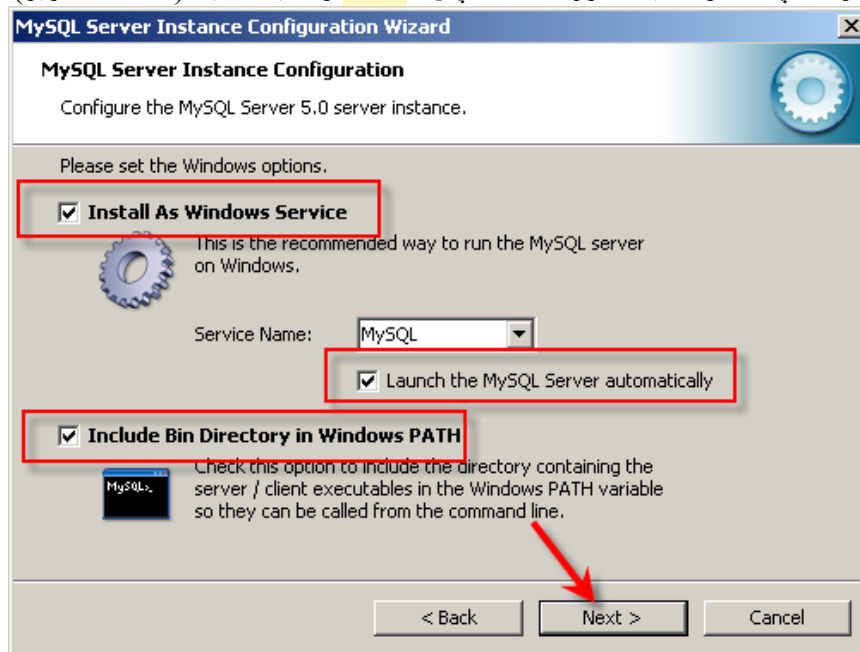 MySQL Server Instance Configuration Wizard
MySQL Server Instance Configuration
Configure the MySQL Server 5.0 server instance.
Please set the Windows options.
Install As Windows Service
This is the recommended way to run the MySQL server
on Windows.
Service Name: MySQL
Launch the MySQL Server automatically
Include Bin Directory in Windows PATH
Check this option to include the directory containing the
server / client executables in the Windows PATH variable
so they can be called from the command line.
MySQL>_
< Back Next > Cancel